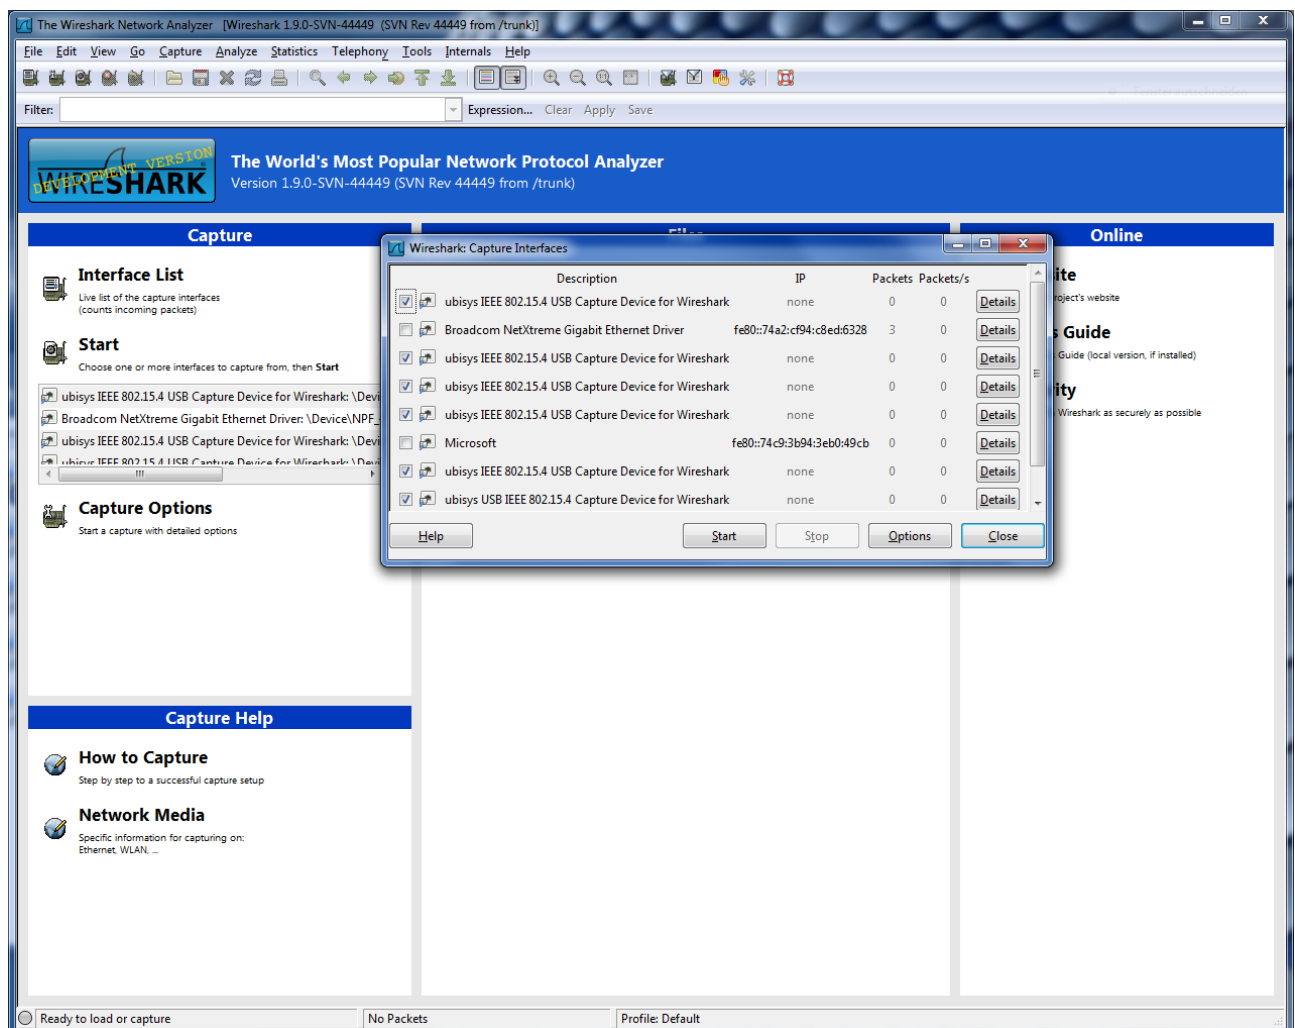 The Wireshark Network Analyzer [Wireshark 1.9.0-SVN-44449 (SVN Rev 44449 from /trunk)]
File Edit View Go Capture Analyze Statistics Telephony Tools Internals Help
Filter: Expression... Clear Apply Save
DEVELOPMENT VERSION
WIRESHARK
The World's Most Popular Network Protocol Analyzer
Version 1.9.0-SVN-44449 (SVN Rev 44449 from /trunk)
Capture
Interface List
Live list of the capture interfaces
(counts incoming packets)
Start
Choose one or more interfaces to capture from, then Start
ubisys IEEE 802.15.4 USB Capture Device for Wireshark: \Devi
Broadcom NetXtreme Gigabit Ethernet Driver: \Device\NPF_
ubisys IEEE 802.15.4 USB Capture Device for Wireshark: \Devi
ubisys IEEE 802.15.4 USB Capture Device for Wireshark: \Devi
Capture Options
Start a capture with detailed options
Capture Help
How to Capture
Step by step to a successful capture setup
Network Media
Specific information for capturing on:
Ethernet, WLAN, ...
Files
Wireshark: Capture Interfaces
Description IP Packets Packets/s
ubisys IEEE 802.15.4 USB Capture Device for Wireshark none 0 0 Details
Broadcom NetXtreme Gigabit Ethernet Driver fe80::74a2:cf94:c8ed:6328 3 0 Details
ubisys IEEE 802.15.4 USB Capture Device for Wireshark none 0 0 Details
ubisys IEEE 802.15.4 USB Capture Device for Wireshark none 0 0 Details
ubisys IEEE 802.15.4 USB Capture Device for Wireshark none 0 0 Details
Microsoft fe80::74c9:3b94:3eb0:49cb 0 0 Details
ubisys IEEE 802.15.4 USB Capture Device for Wireshark none 0 0 Details
ubisys USB IEEE 802.15.4 Capture Device for Wireshark none 0 0 Details
Help Start Stop Options Close
Online
ite
roject's website
s Guide
Guide (local version, if installed)
ity
Wireshark as securely as possible
Ready to load or capture No Packets Profile: Default